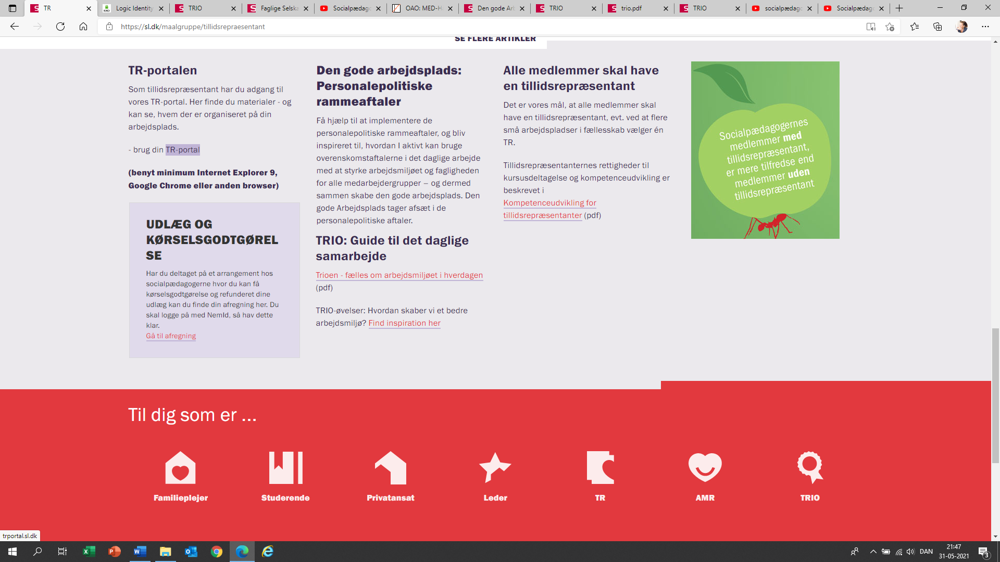 TR
Logic Identity
TRIO
Faglige Selska
Socialpædago
OAO: MED-H
Den gode Arb
TRIO
trio.pdf
TRIO
socialpædago
Socialpædago
https://sl.dk/maalgruppe/tillidsrepraesentant
SE FLERE ARTIKLER
TR-portalen
Som tillidsrepræsentant har du adgang til
vores TR-portal. Her finde du materialer - og
kan se, hvem der er organiseret på din
arbejdsplads.
- brug din TR-portal
(benyt minimum Internet Explorer 9,
Google Chrome eller anden browser)
UDLÆG OG
KØRSELSGODTGØREL
SE
Har du deltaget på et arrangement hos
socialpædagogerne hvor du kan få
kørselsgodtgørelse og refunderet dine
udlæg kan du finde din afregning her. Du
skal logge på med NemId, så hav dette
klar.
Gå til afregning
Den gode arbejdsplads:
Personalepolitiske
rammeaftaler
Få hjælp til at implementere de
personalepolitiske rammeaftaler, og bliv
inspireret til, hvordan I aktivt kan bruge
overenskomstaftalerne i det daglige arbejde
med at styrke arbejdsmiljøet og fagligheden
for alle medarbejdergrupper – og dermed
sammen skabe den gode arbejdsplads. Den
gode Arbejdsplads tager afsæt i de
personalepolitiske aftaler.
TRIO: Guide til det daglige
samarbejde
Trioen - fælles om arbejdsmiljøet i hverdagen
(pdf)
TRIO-øvelser: Hvordan skaber vi et bedre
arbejdsmiljø? Find inspiration her
Alle medlemmer skal have
en tillidsrepræsentant
Det er vores mål, at alle medlemmer skal
have en tillidsrepræsentant, evt. ved at flere
små arbejdspladser i fællesskab vælger én
TR.
Tillidsrepræsentanternes rettigheder til
kursusdeltagelse og kompetenceudvikling er
beskrevet i
Kompetenceudvikling for
tillidsrepræsentanter (pdf)
Socialpædagogernes
medlemmer med
tillidsrepræsentant,
er mere tilfredse end
medlemmer uden
tillidsrepræsentant
Til dig som er ...
Familieplejer
Studerende
Privatansat
Leder
TR
AMR
TRIO
trportal.sl.dk
DAN
21:47
31-05-2021
3